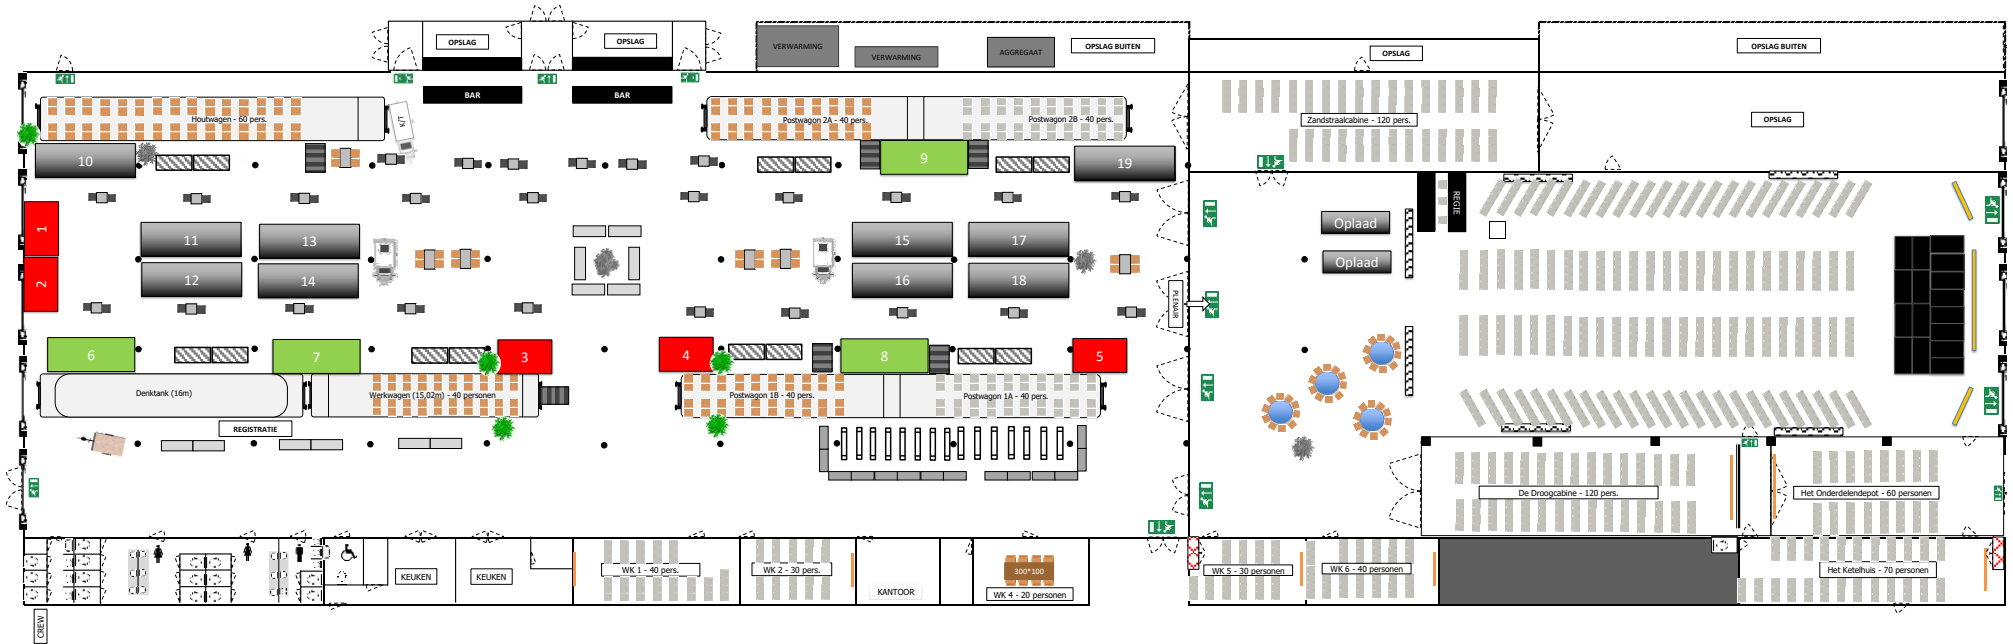 OPSLAG
OPSLAG
VERWARMING
VERWARMING
AGGREGAAT
OPSLAG BUITEN
OPSLAG
OPSLAG BUITEN
BAR
BAR
Houtwagen - 60 pers.
K/T
Postwagon 2A - 40 pers.
Postwagon 2B - 40 pers.
Zandstraalcabine - 120 pers.
OPSLAG
10
9
19
REGIE
1
11
13
15
17
Oplaad
2
12
14
16
18
Oplaad
PLENAIR
6
7
3
4
8
5
Denktank (16m)
Werkwagen (15,02m) - 40 personen
Postwagon 1B - 40 pers.
Postwagon 1A - 40 pers.
REGISTRATIE
De Droogcabine - 120 pers.
Het Onderdelendepot - 60 personen
KEUKEN
KEUKEN
WK 1 - 40 pers.
WK 2 - 30 pers.
KANTOOR
300*100
WK 4 - 20 personen
WK 5 - 30 personen
WK 6 - 40 personen
Het Ketelhuis - 70 personen
CREW